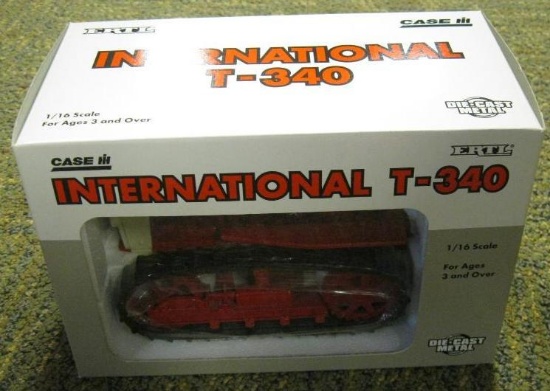 ERTL
CASE IH
INTERNATIONAL
T-340
1/16 Scale
For Ages 3 and Over
DIE-CAST
METAL
CASE IH
ERTL
INTERNATIONAL T-340
1/16 Scale
For Ages
3 and Over
DIE-CAST
METAL